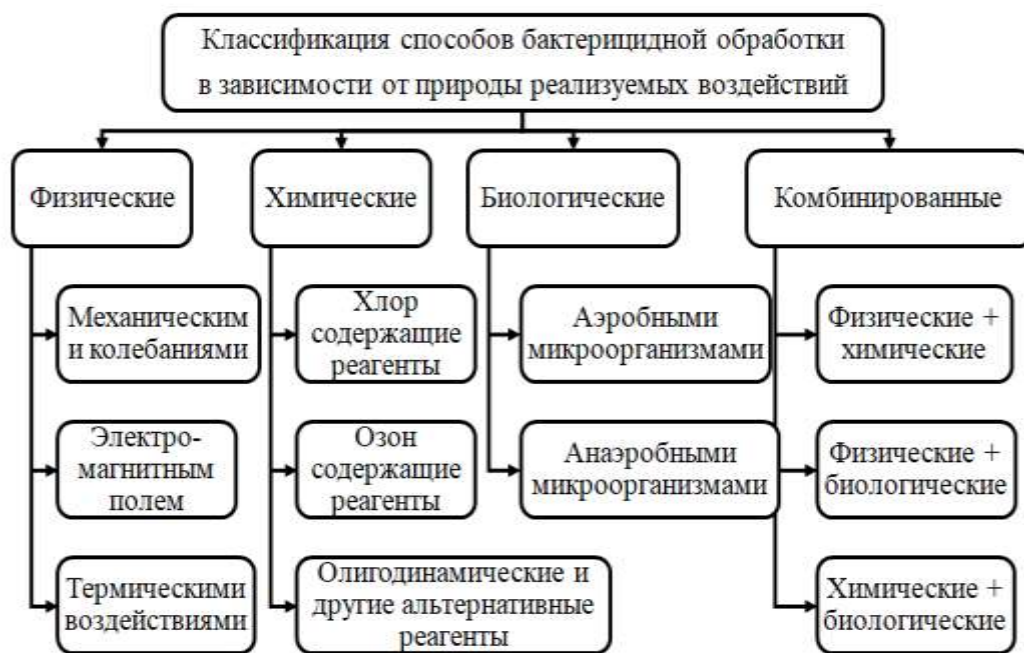 Классификация способов бактерицидной обработки
в зависимости от природы реализуемых воздействий
Физические
Химические
Биологические
Комбинированные
Механическим
и колебаниями
Хлор
содержащие
реагенты
Аэробными
микроорганизмами
Физические +
химические
Электро-
магнитным
полем
Озон
содержащие
реагенты
Анаэробными
микроорганизмами
Физические +
биологические
Термическими
воздействиями
Олигодинамические и
другие альтернативные
реагенты
Химические +
биологические